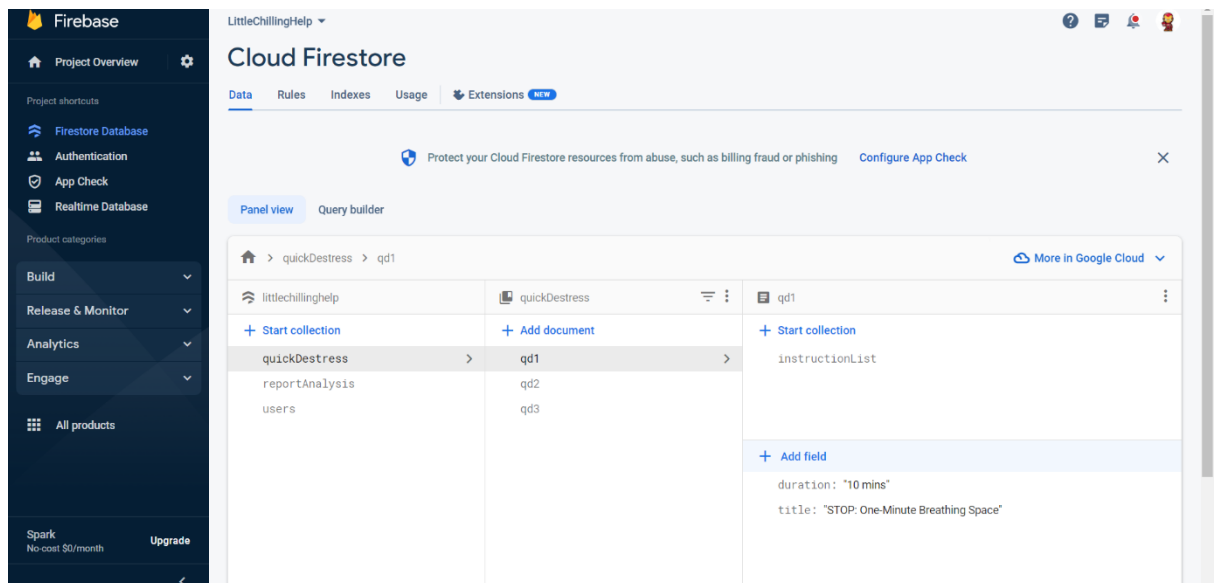 Firebase
LittleChillingHelp
Project Overview
Cloud Firestore
Project shortcuts
Data Rules Indexes Usage Extensions NEW
Firestore Database
Authentication
App Check
Realtime Database
Protect your Cloud Firestore resources from abuse, such as billing fraud or phishing Configure App Check
Panel view Query builder
Product categories
Build
Release & Monitor
Analytics
Engage
All products
Spark
No-cost $0/month
Upgrade
quickDestress > qd1
More in Google Cloud
littlechillinghelp
+ Start collection
quickDestress
reportAnalysis
users
quickDestress
+ Add document
qd1
qd2
qd3
qd1
+ Start collection
instructionList
+ Add field
duration: "10 mins"
title: "STOP: One-Minute Breathing Space"